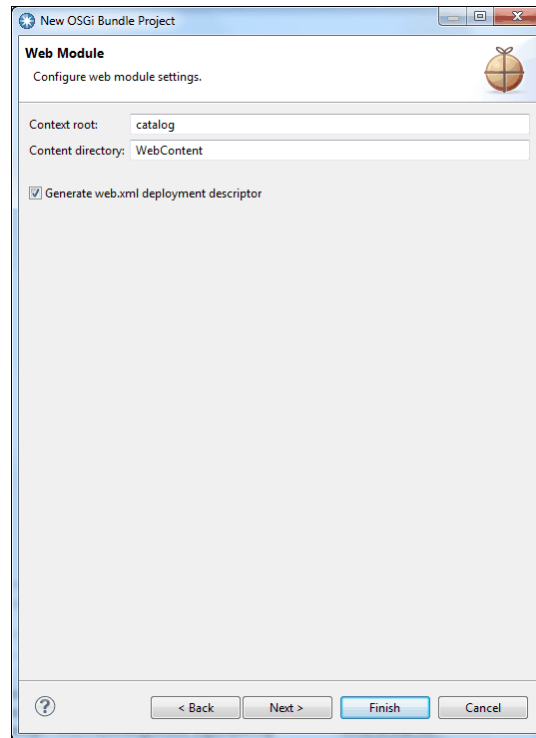 New OSGi Bundle Project
Web Module
Configure web module settings.
Context root: catalog
Content directory: WebContent
Generate web.xml deployment descriptor
? < Back Next > Finish Cancel